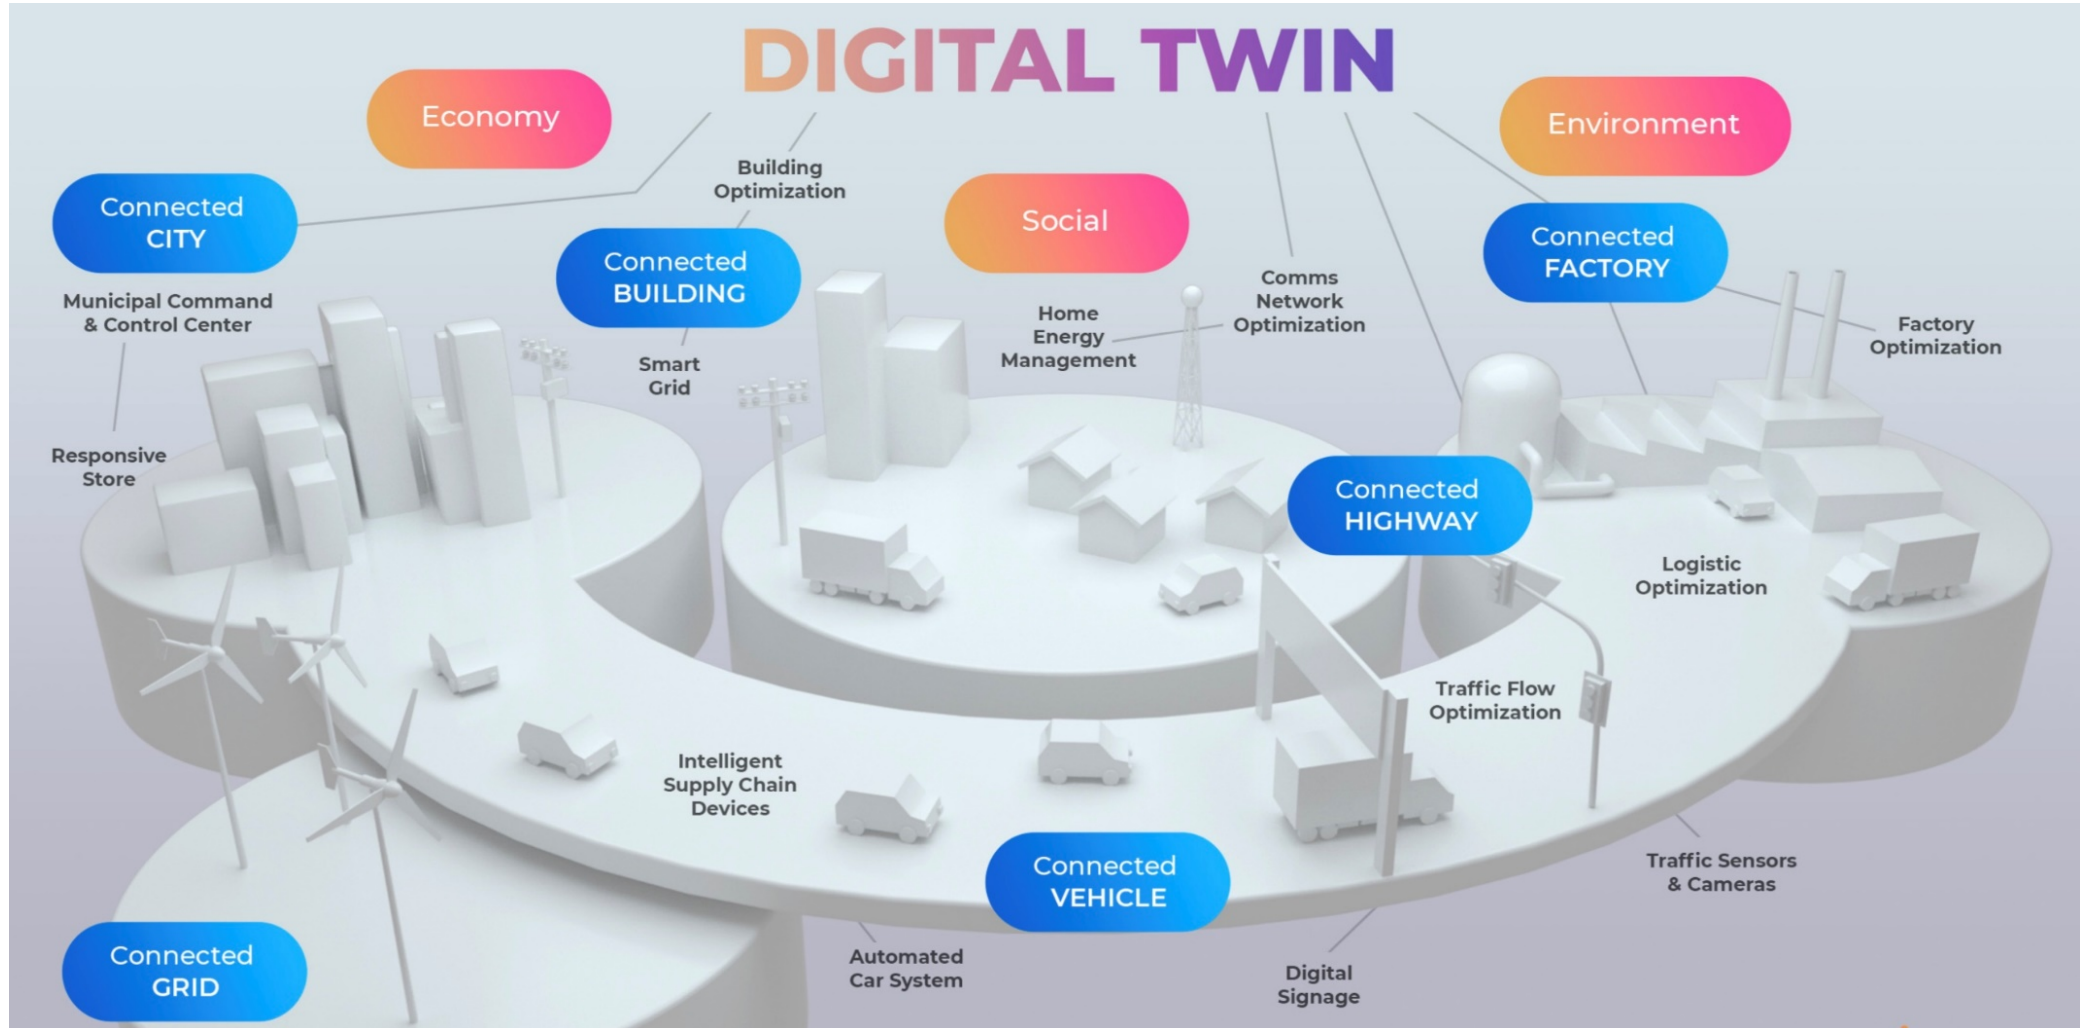 DIGITAL TWIN
Economy
Environment
Building
Optimization
Connected
CITY
Social
Connected
FACTORY
Connected
BUILDING
Comms
Network
Optimization
Municipal Command
& Control Center
Home
Energy
Management
Factory
Optimization
Smart
Grid
Responsive
Store
Connected
HIGHWAY
Logistic
Optimization
Traffic Flow
Optimization
Intelligent
Supply Chain
Devices
Connected
VEHICLE
Traffic Sensors
& Cameras
Connected
GRID
Automated
Car System
Digital
Signage